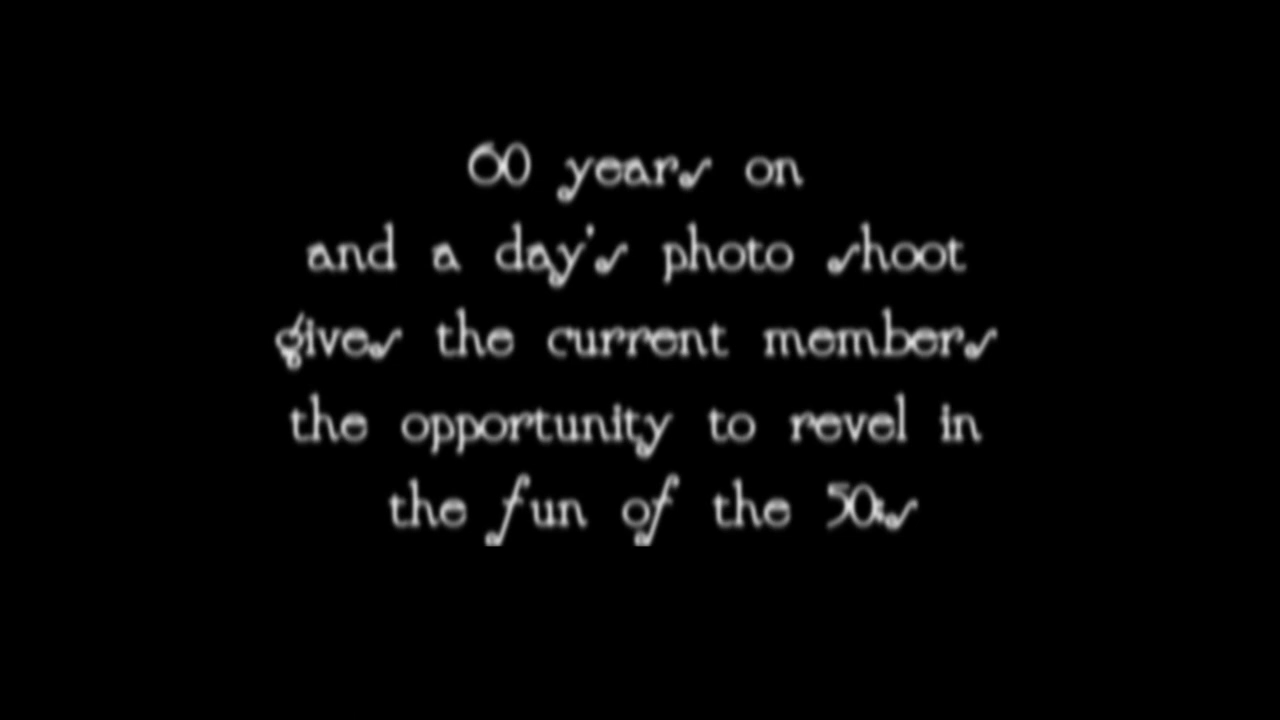 60 years on
and a day's photo shoot
gives the current members
the opportunity to revel in
the fun of the 50s